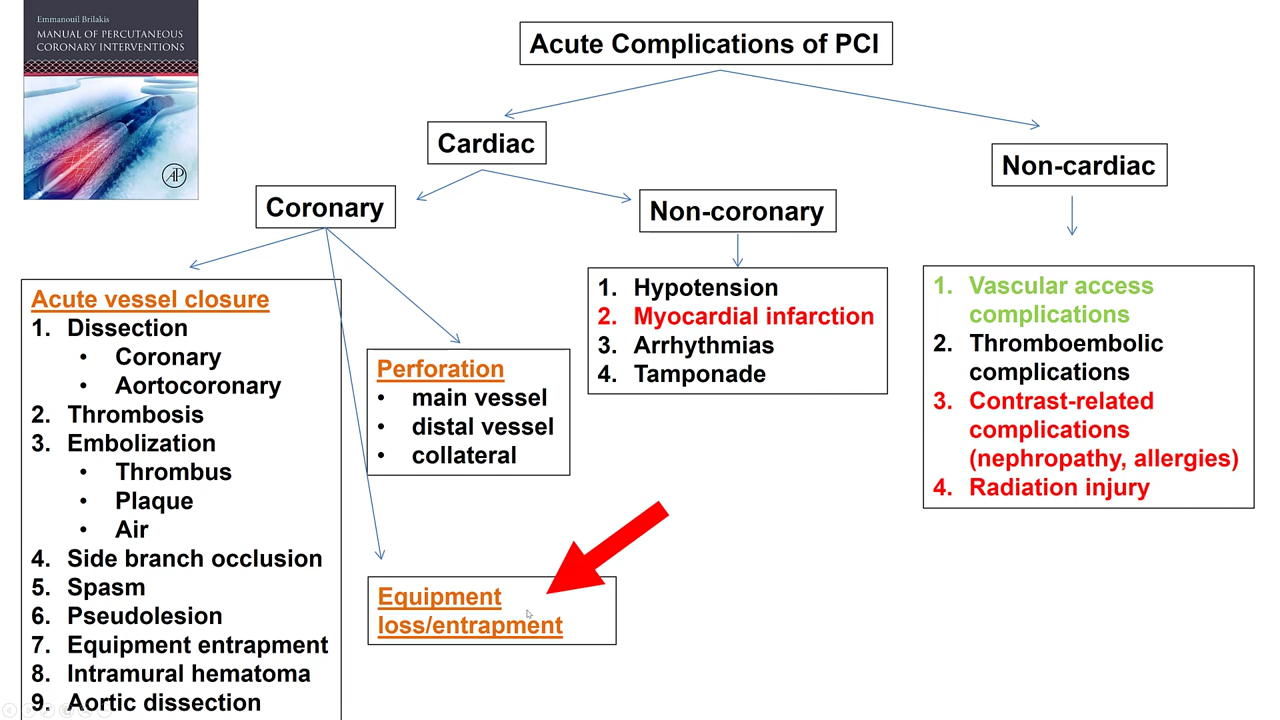 Emmanouil Brilakis
MANUAL OF PERCUTANEOUS
CORONARY INTERVENTIONS
AP
Acute Complications of PCI
Cardiac
Non-cardiac
Coronary
Non-coronary
Acute vessel closure
1. Dissection
• Coronary
• Aortocoronary
2. Thrombosis
3. Embolization
• Thrombus
• Plaque
• Air
4. Side branch occlusion
5. Spasm
6. Pseudolesion
7. Equipment entrapment
8. Intramural hematoma
9. Aortic dissection
Perforation
• main vessel
• distal vessel
• collateral
Equipment
loss/entrapment
1. Hypotension
2. Myocardial infarction
3. Arrhythmias
4. Tamponade
1. Vascular access
complications
2. Thromboembolic
complications
3. Contrast-related
complications
(nephropathy, allergies)
4. Radiation injury